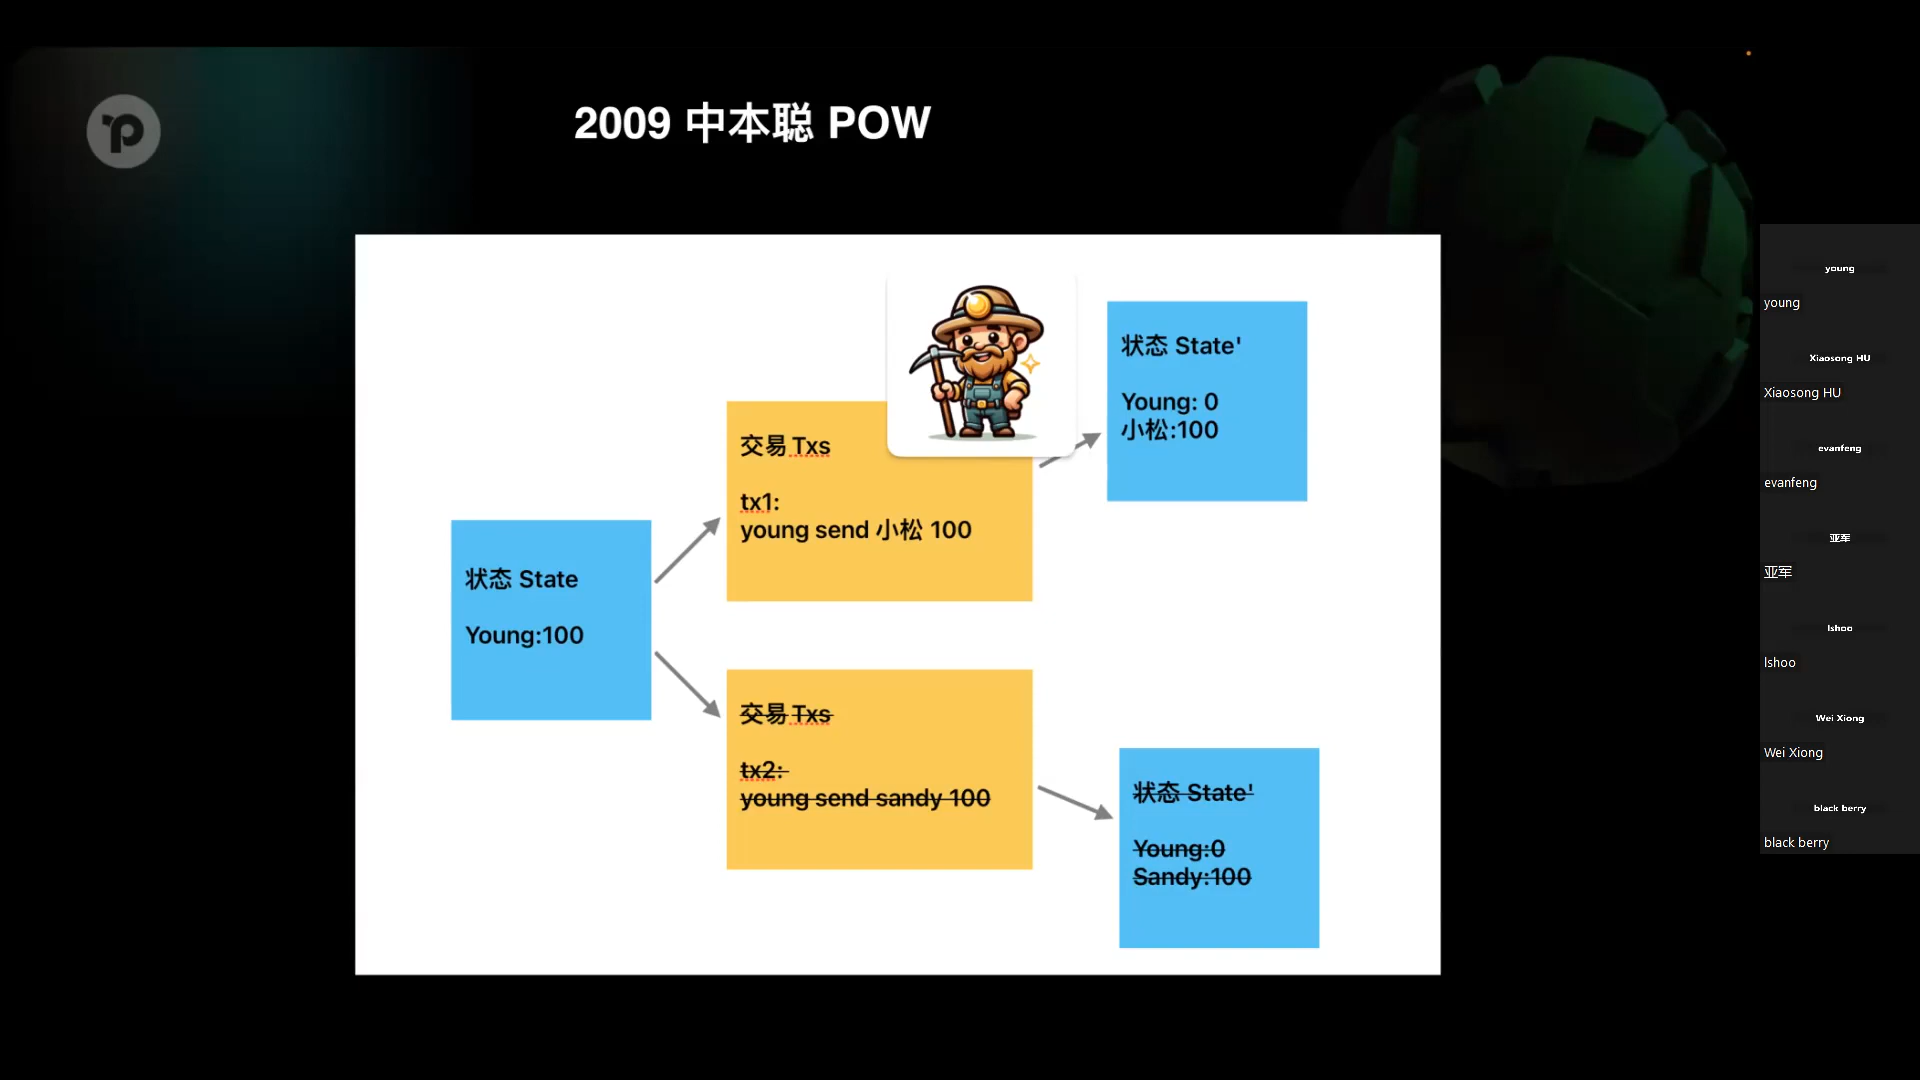 2009 中本聪 POW
状态 State
Young:100
交易 Txs
tx1:
young send 小松 100
状态 State'
Young: 0
小松:100
交易 Txs
tx2:
young send sandy 100
状态 State'
Young:0
Sandy:100
young
young
Xiaosong HU
Xiaosong HU
evanfeng
evanfeng
亚军
亚军
lshoo
lshoo
Wei Xiong
Wei Xiong
black berry
black berry